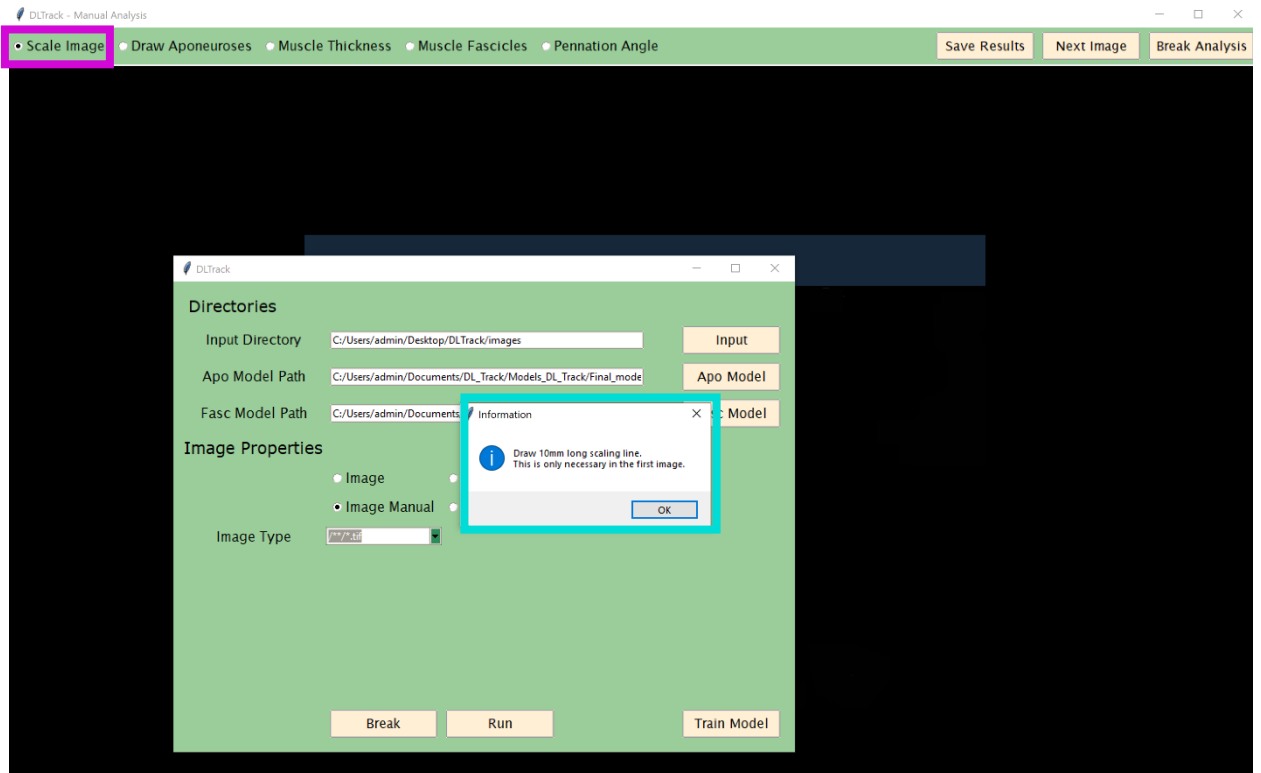 DLTrack - Manual Analysis
Scale Image Draw Aponeuroses Muscle Thickness Muscle Fascicles Pennation Angle Save Results Next Image Break Analysis
DLTrack
Directories
Input Directory C:/Users/admin/Desktop/DLTrack/images Input
Apo Model Path C:/Users/admin/Documents/DL_Track/Models_DL_Track/Final_mode Apo Model
Fasc Model Path C:/Users/admin/Documents Model
Information
Draw 10mm long scaling line.
This is only necessary in the first image.
OK
Image Properties
Image
Image Manual
Image Type /**/*.tif
Break Run Train Model